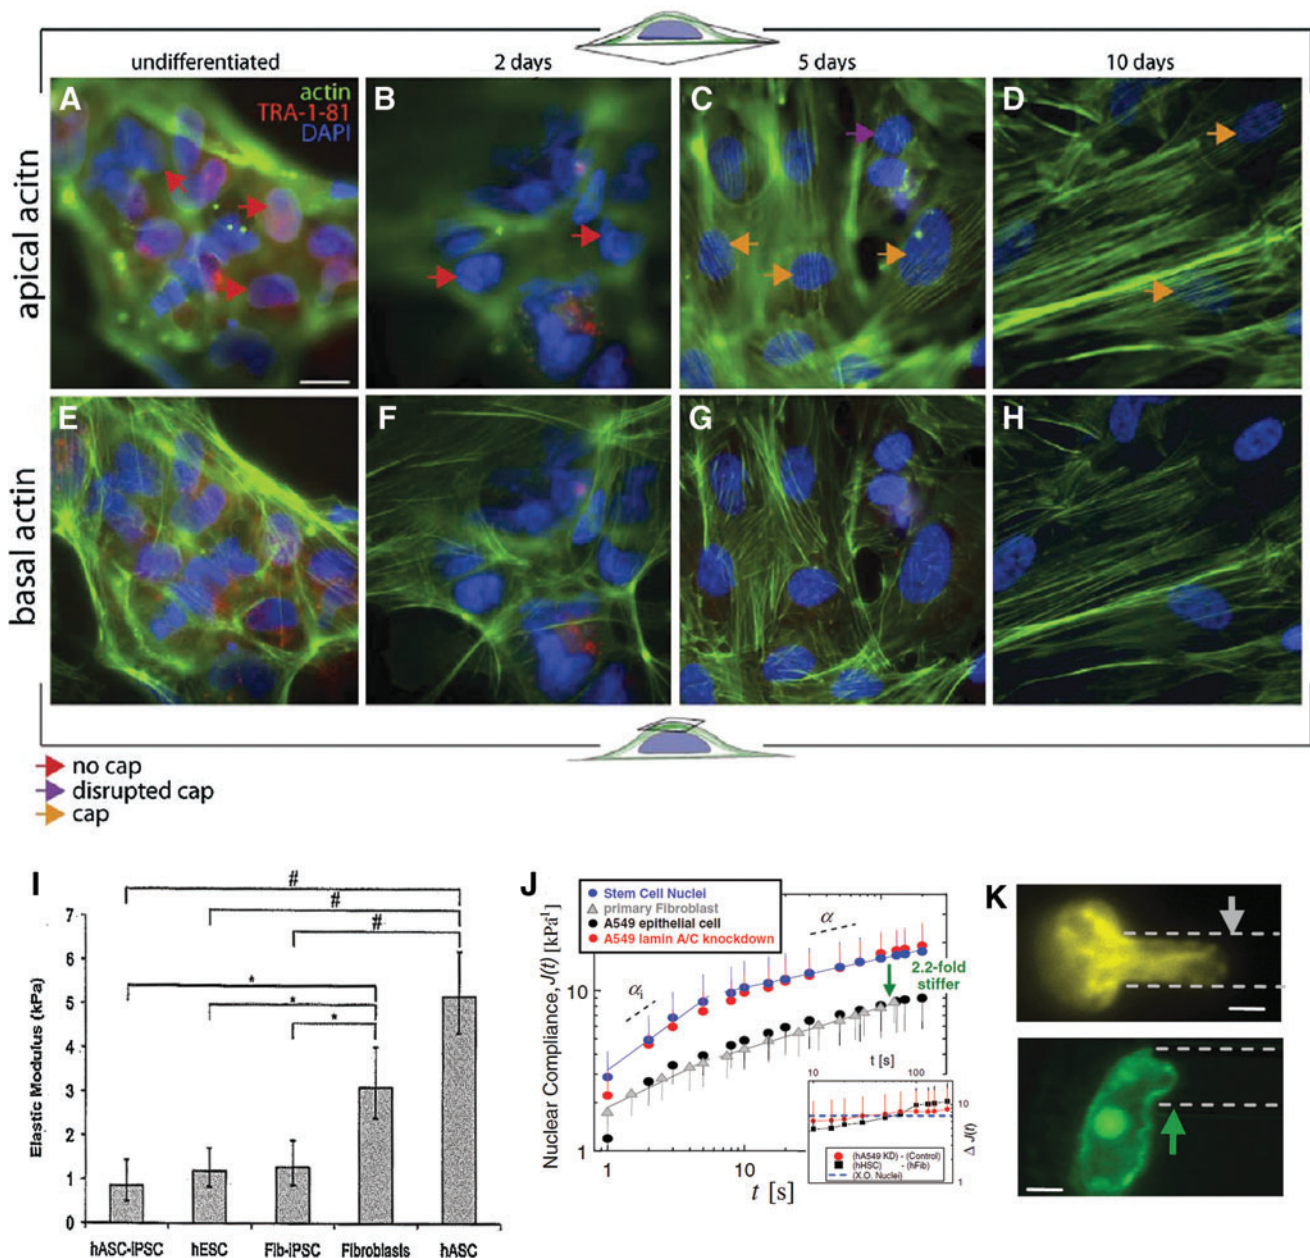 undifferentiated 2 days 5 days 10 days
A B C D
actin
TRA-1-81
DAPI
apical acitn
E F G H
basal actin
no cap
disrupted cap
cap
I
# 
#
#
*
*
*
Elastic Modulus (kPa)
7
6
5
4
3
2
1
0
hASC-iPSC hESC Fib-iPSC Fibroblasts hASC
J
Stem Cell Nuclei
primary Fibroblast
A549 epithelial cell
A549 lamin A/C knockdown
α
αi
2.2-fold
stiffer
Nuclear Compliance, J(t) [kPa-1]
10
1
1 10 100
t [s]
t [s]
10 100
10
1
Δ J(t)
(hA549 KD) - (Control)
(hHSC) - (hFib)
(X.O. Nuclei)
K